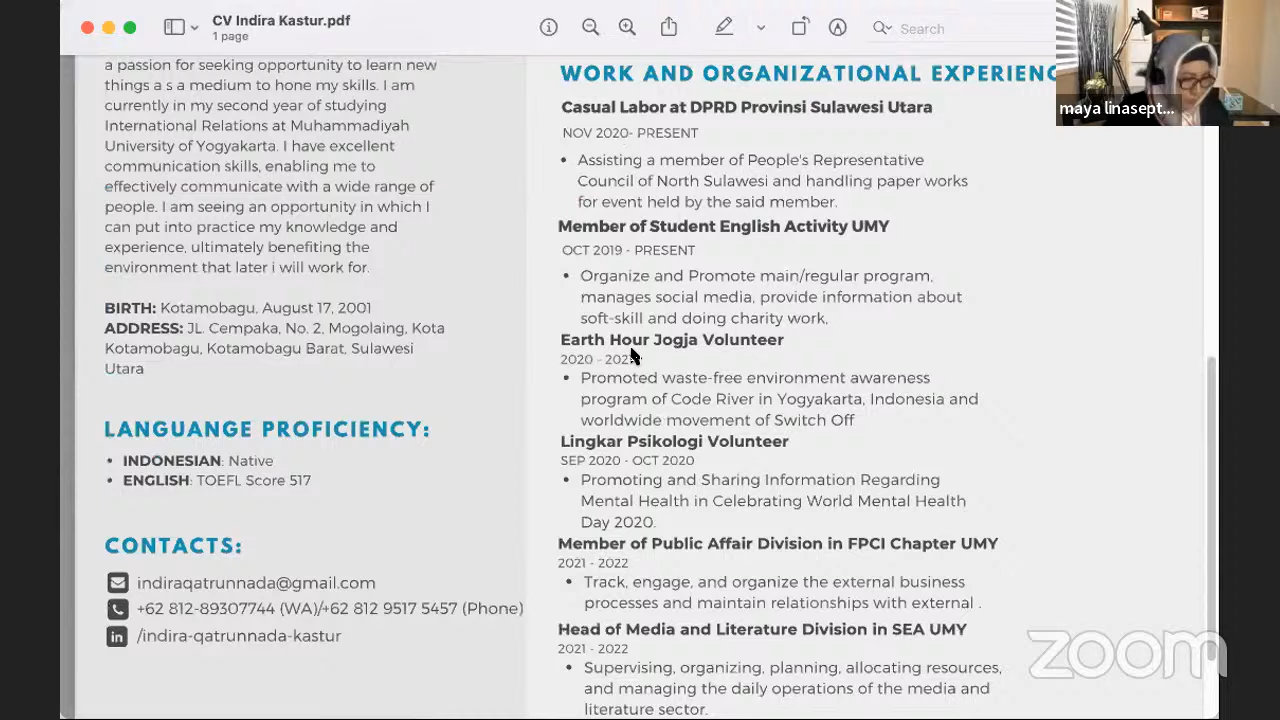 CV Indira Kastur.pdf
1 page
Search
maya linasept...
a passion for seeking opportunity to learn new
things a s a medium to hone my skills. I am
currently in my second year of studying
International Relations at Muhammadiyah
University of Yogyakarta. I have excellent
communication skills, enabling me to
effectively communicate with a wide range of
people. I am seeing an opportunity in which I
can put into practice my knowledge and
experience, ultimately benefiting the
environment that later i will work for.
BIRTH: Kotamobagu, August 17, 2001
ADDRESS: JL. Cempaka, No. 2, Mogolaing, Kota
Kotamobagu, Kotamobagu Barat, Sulawesi
Utara
LANGUANGE PROFICIENCY:
• INDONESIAN: Native
• ENGLISH: TOEFL Score 517
CONTACTS:
indiraqatrunnada@gmail.com
+62 812-89307744 (WA)/+62 812 9517 5457 (Phone)
in /indira-qatrunnada-kastur
WORK AND ORGANIZATIONAL EXPERIENC
Casual Labor at DPRD Provinsi Sulawesi Utara
NOV 2020- PRESENT
• Assisting a member of People's Representative
Council of North Sulawesi and handling paper works
for event held by the said member.
Member of Student English Activity UMY
OCT 2019 - PRESENT
• Organize and Promote main/regular program,
manages social media, provide information about
soft-skill and doing charity work,
Earth Hour Jogja Volunteer
2020 -
• Promoted waste-free environment awareness
program of Code River in Yogyakarta, Indonesia and
worldwide movement of Switch Off
Lingkar Psikologi Volunteer
SEP 2020 - OCT 2020
• Promoting and Sharing Information Regarding
Mental Health in Celebrating World Mental Health
Day 2020.
Member of Public Affair Division in FPCI Chapter UMY
2021 - 2022
• Track, engage, and organize the external business
processes and maintain relationships with external .
Head of Media and Literature Division in SEA UMY
2021 - 2022
• Supervising, organizing, planning, allocating resources,
and managing the daily operations of the media and
literature sector.
zoom